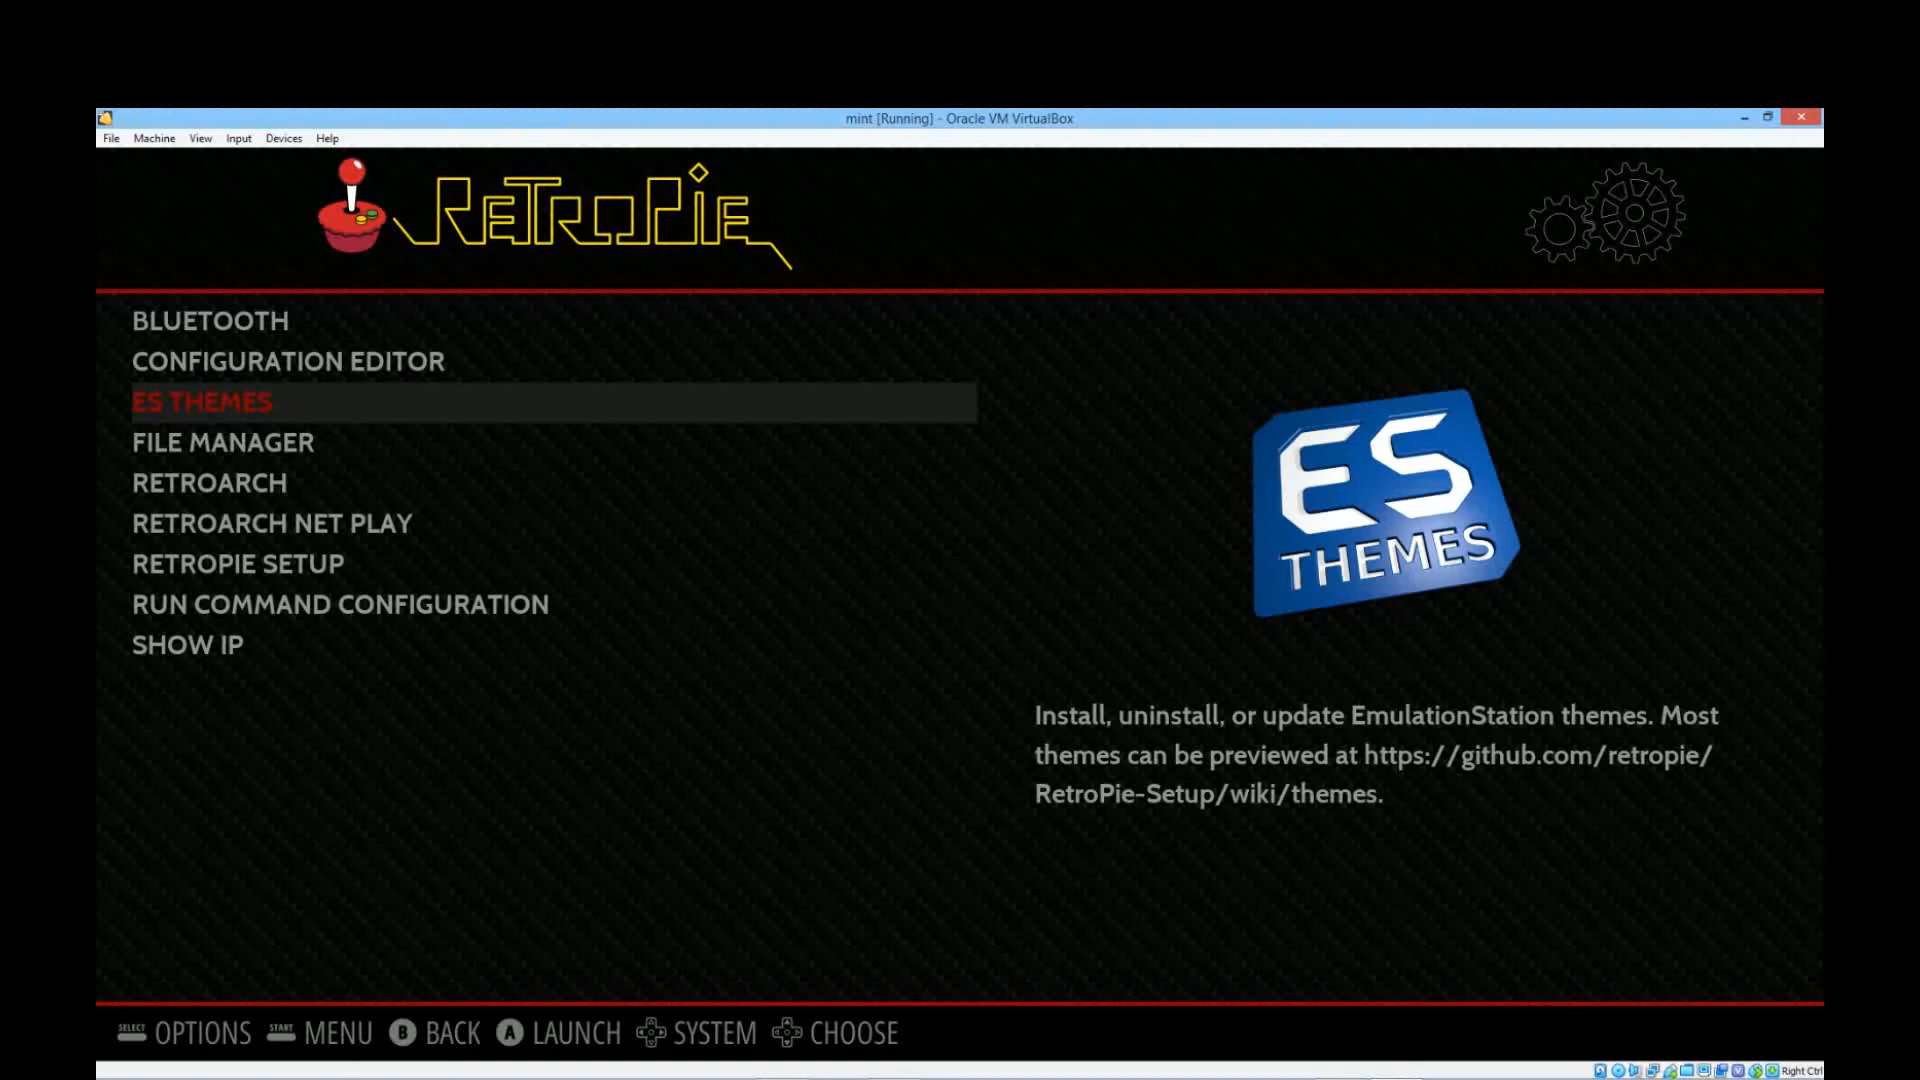 mint [Running] - Oracle VM VirtualBox
File Machine View Input Devices Help
RETROPIE
BLUETOOTH
CONFIGURATION EDITOR
ES THEMES
FILE MANAGER
RETROARCH
RETROARCH NET PLAY
RETROPIE SETUP
RUN COMMAND CONFIGURATION
SHOW IP
ES
THEMES
Install, uninstall, or update EmulationStation themes. Most
themes can be previewed at https://github.com/retropie/
RetroPie-Setup/wiki/themes.
SELECT OPTIONS START MENU B BACK A LAUNCH SYSTEM CHOOSE
Right Ctrl